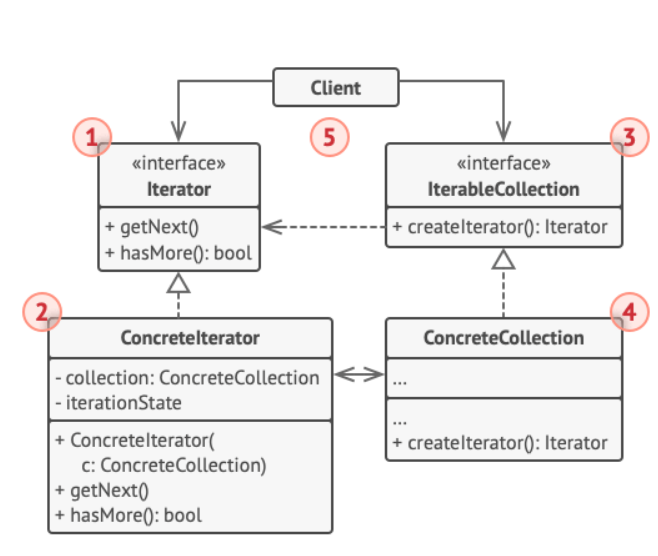 Client
1
5
3
«interface»
Iterator
+ getNext()
+ hasMore(): bool
«interface»
IterableCollection
+ createIterator(): Iterator
2
4
ConcreteIterator
- collection: ConcreteCollection
- iterationState
+ ConcreteIterator(
c: ConcreteCollection)
+ getNext()
+ hasMore(): bool
ConcreteCollection
...
...
+ createIterator(): Iterator